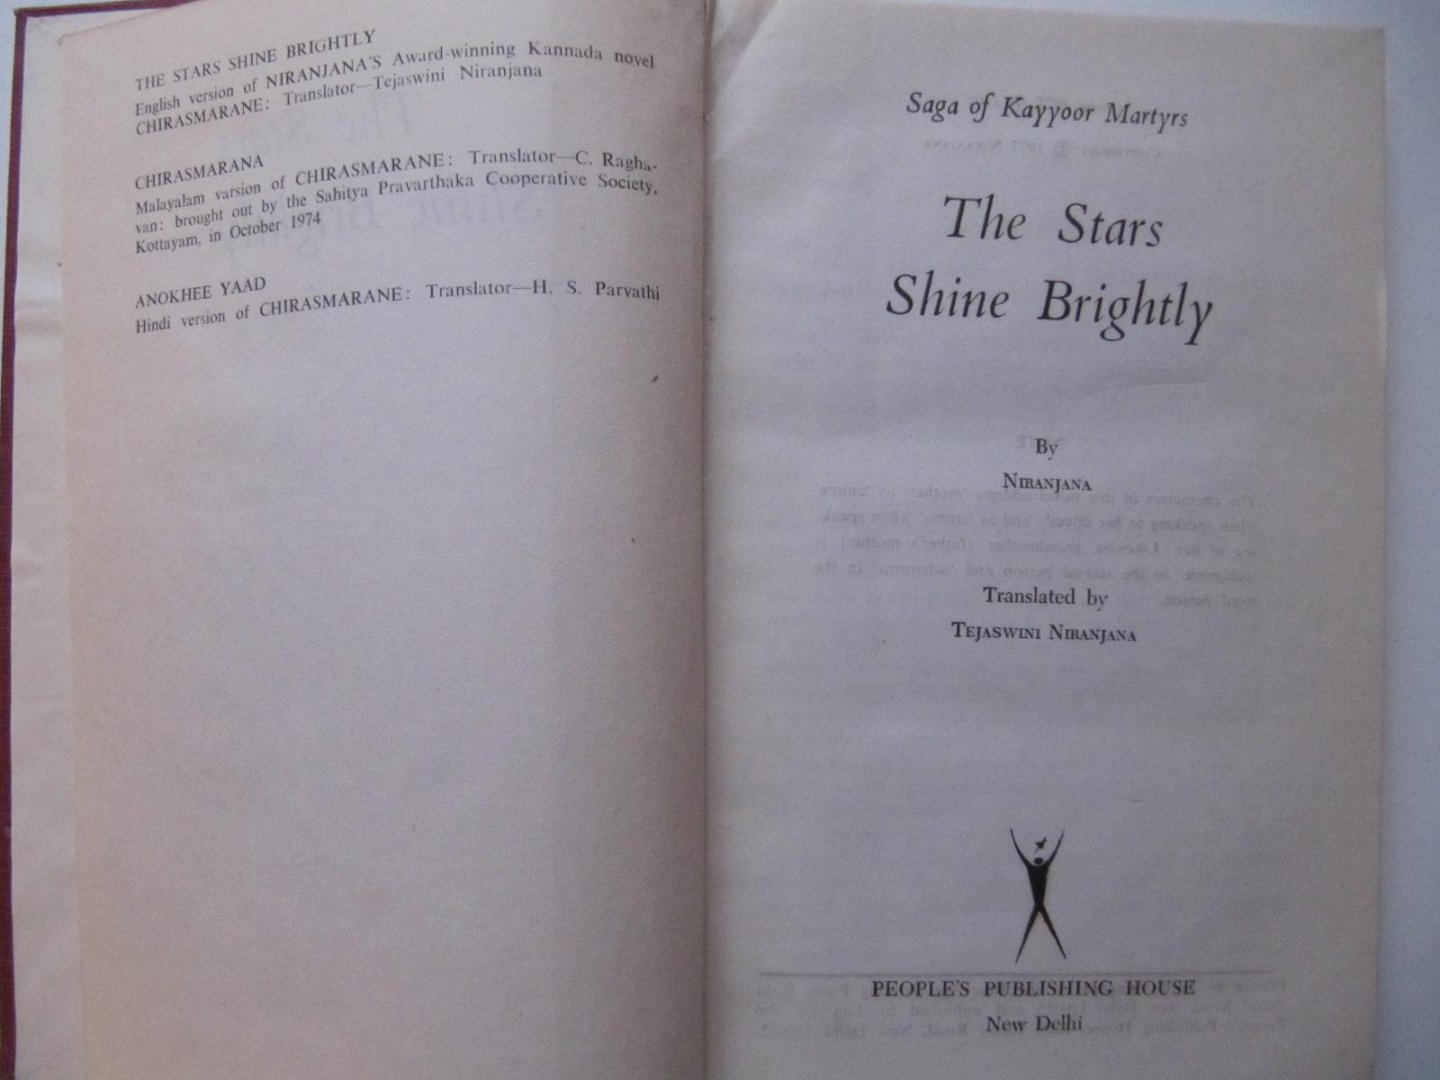 THE STARS SHINE BRIGHTLY
English version of NIRANJANA'S Award-winning Kannada novel
CHIRASMARANE: Translator—Tejaswini Niranjana
CHIRASMARANA
Malayalam varsion of CHIRASMARANE: Translator—C. Ragha-
van: brought out by the Sahitya Pravarthaka Cooperative Society,
Kottayam, in October 1974
ANOKHEE YAAD
Hindi version of CHIRASMARANE: Translator—H. S. Parvathi
Saga of Kayyoor Martyrs
The Stars
Shine Brightly
By
NIRANJANA
Translated by
TEJASWINI NIRANJANA
PEOPLE'S PUBLISHING HOUSE
New Delhi